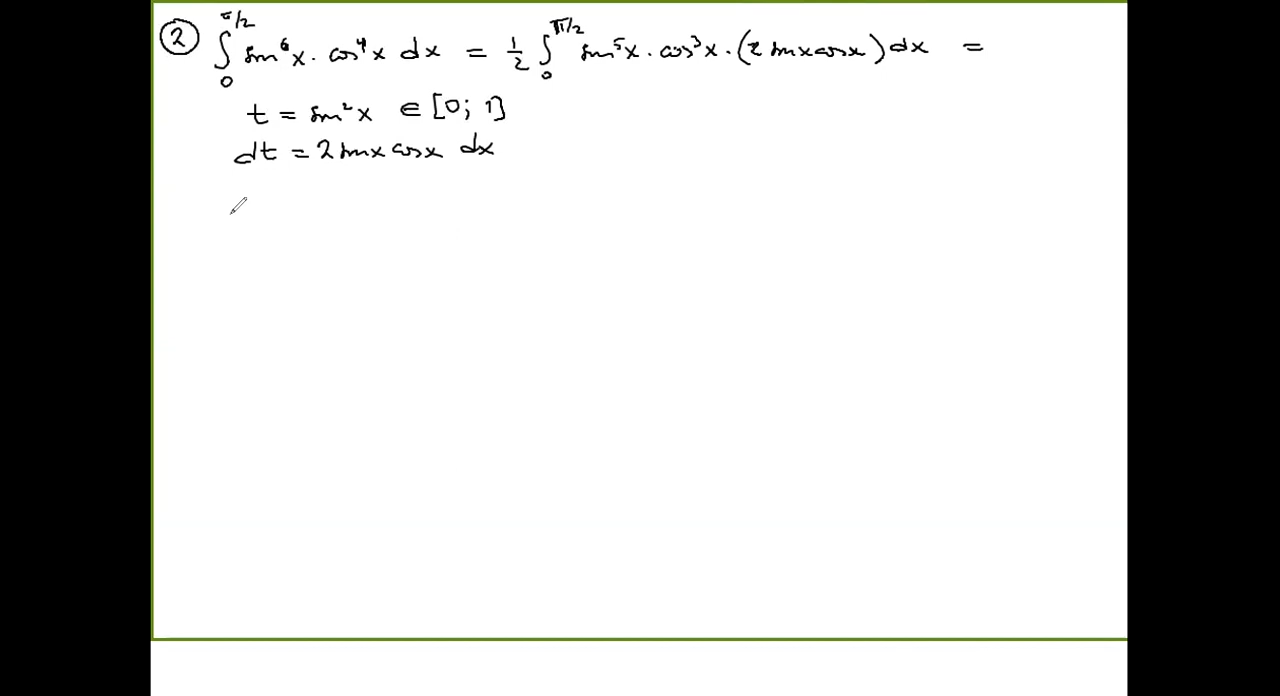 ② ∫₀^{π/2} sin⁶x · cos⁴x dx = 1/2 ∫₀^{π/2} sin⁵x · cos³x · (2 sinx cosx) dx =
t = sin²x ∈ [0; 1]
dt = 2 sinx cosx dx